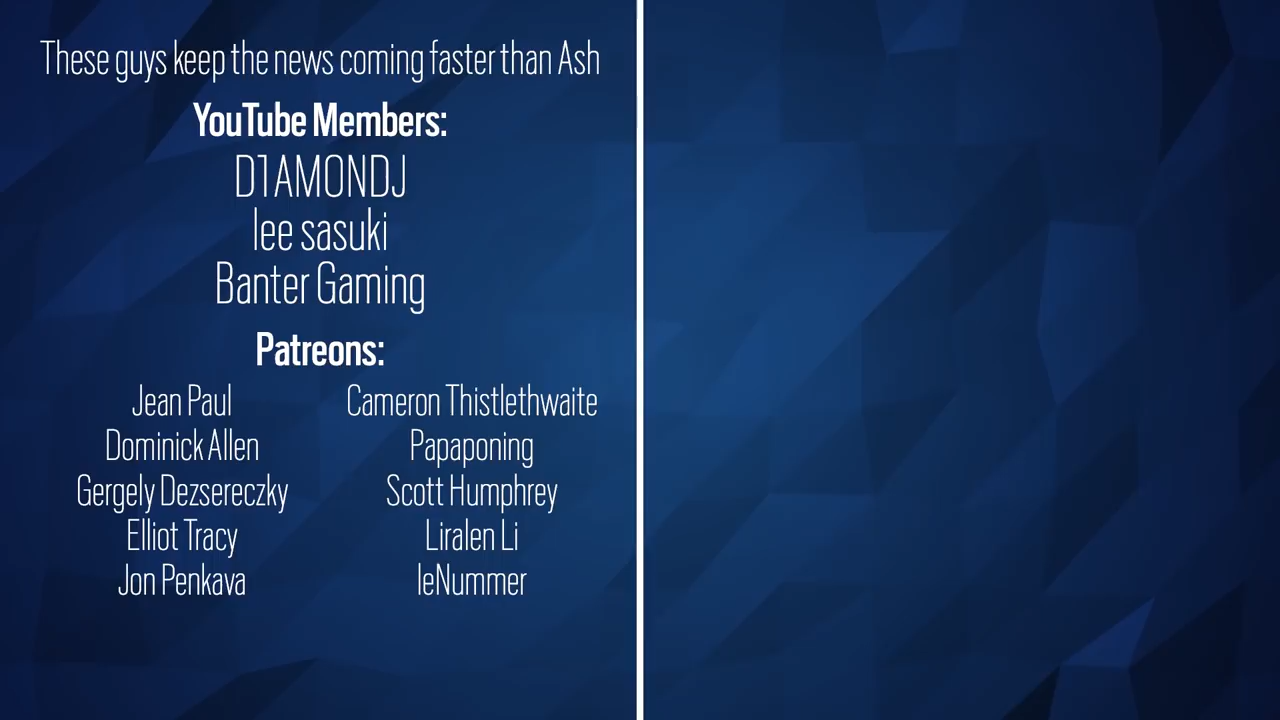 These guys keep the news coming faster than Ash
YouTube Members:
D1AMONDJ
lee sasuki
Banter Gaming
Patreons:
Jean Paul
Dominick Allen
Gergely Dezsereczky
Elliot Tracy
Jon Penkava
Cameron Thistlethwaite
Papaponing
Scott Humphrey
Liralen Li
leNummer